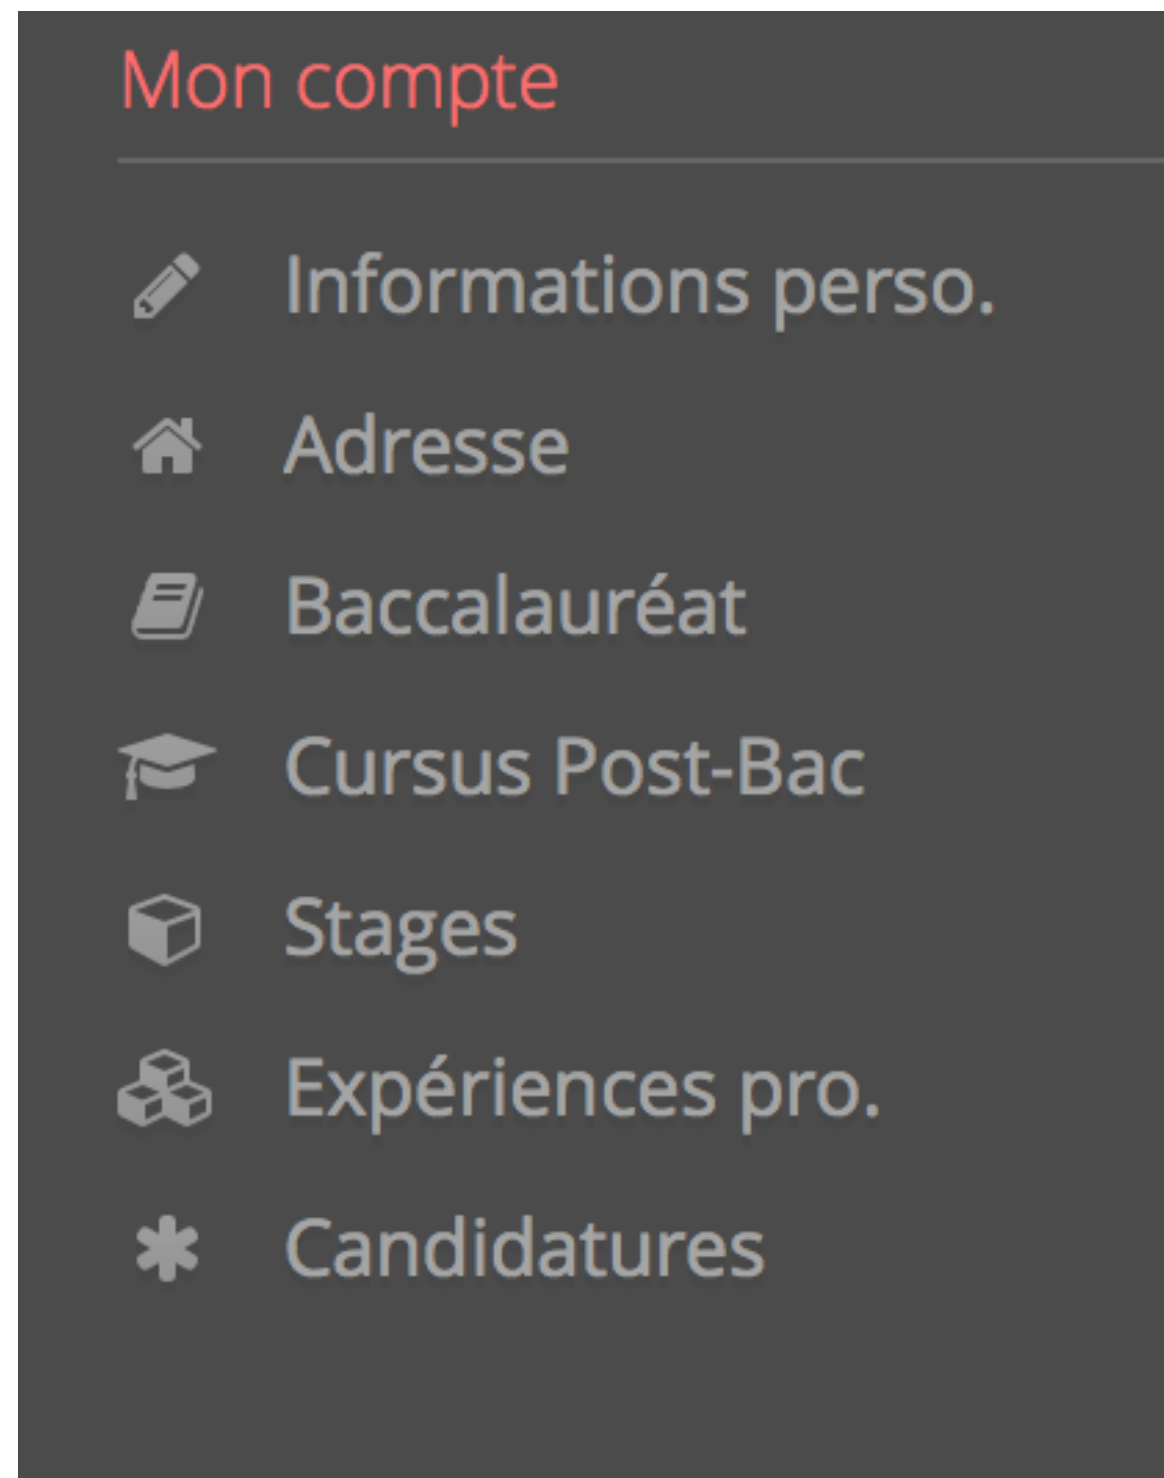 Mon compte
Informations perso.
Adresse
Baccalauréat
Cursus Post-Bac
Stages
Expériences pro.
Candidatures